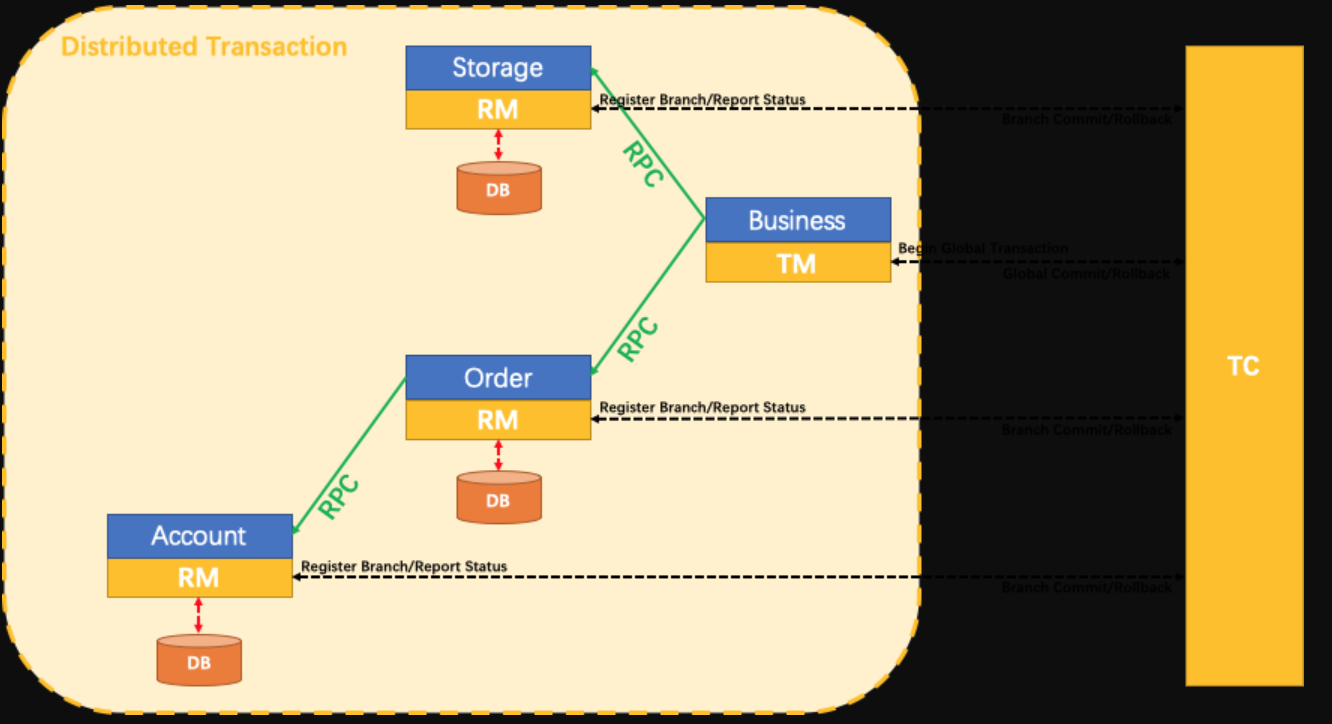 Distributed Transaction
Storage
RM
Register Branch/Report Status
Branch Commit/Rollback
RPC
DB
Business
TM
Begin Global Transaction
Global Commit/Rollback
RPC
TC
Order
RM
Register Branch/Report Status
Branch Commit/Rollback
DB
RPC
Account
RM
Register Branch/Report Status
Branch Commit/Rollback
DB